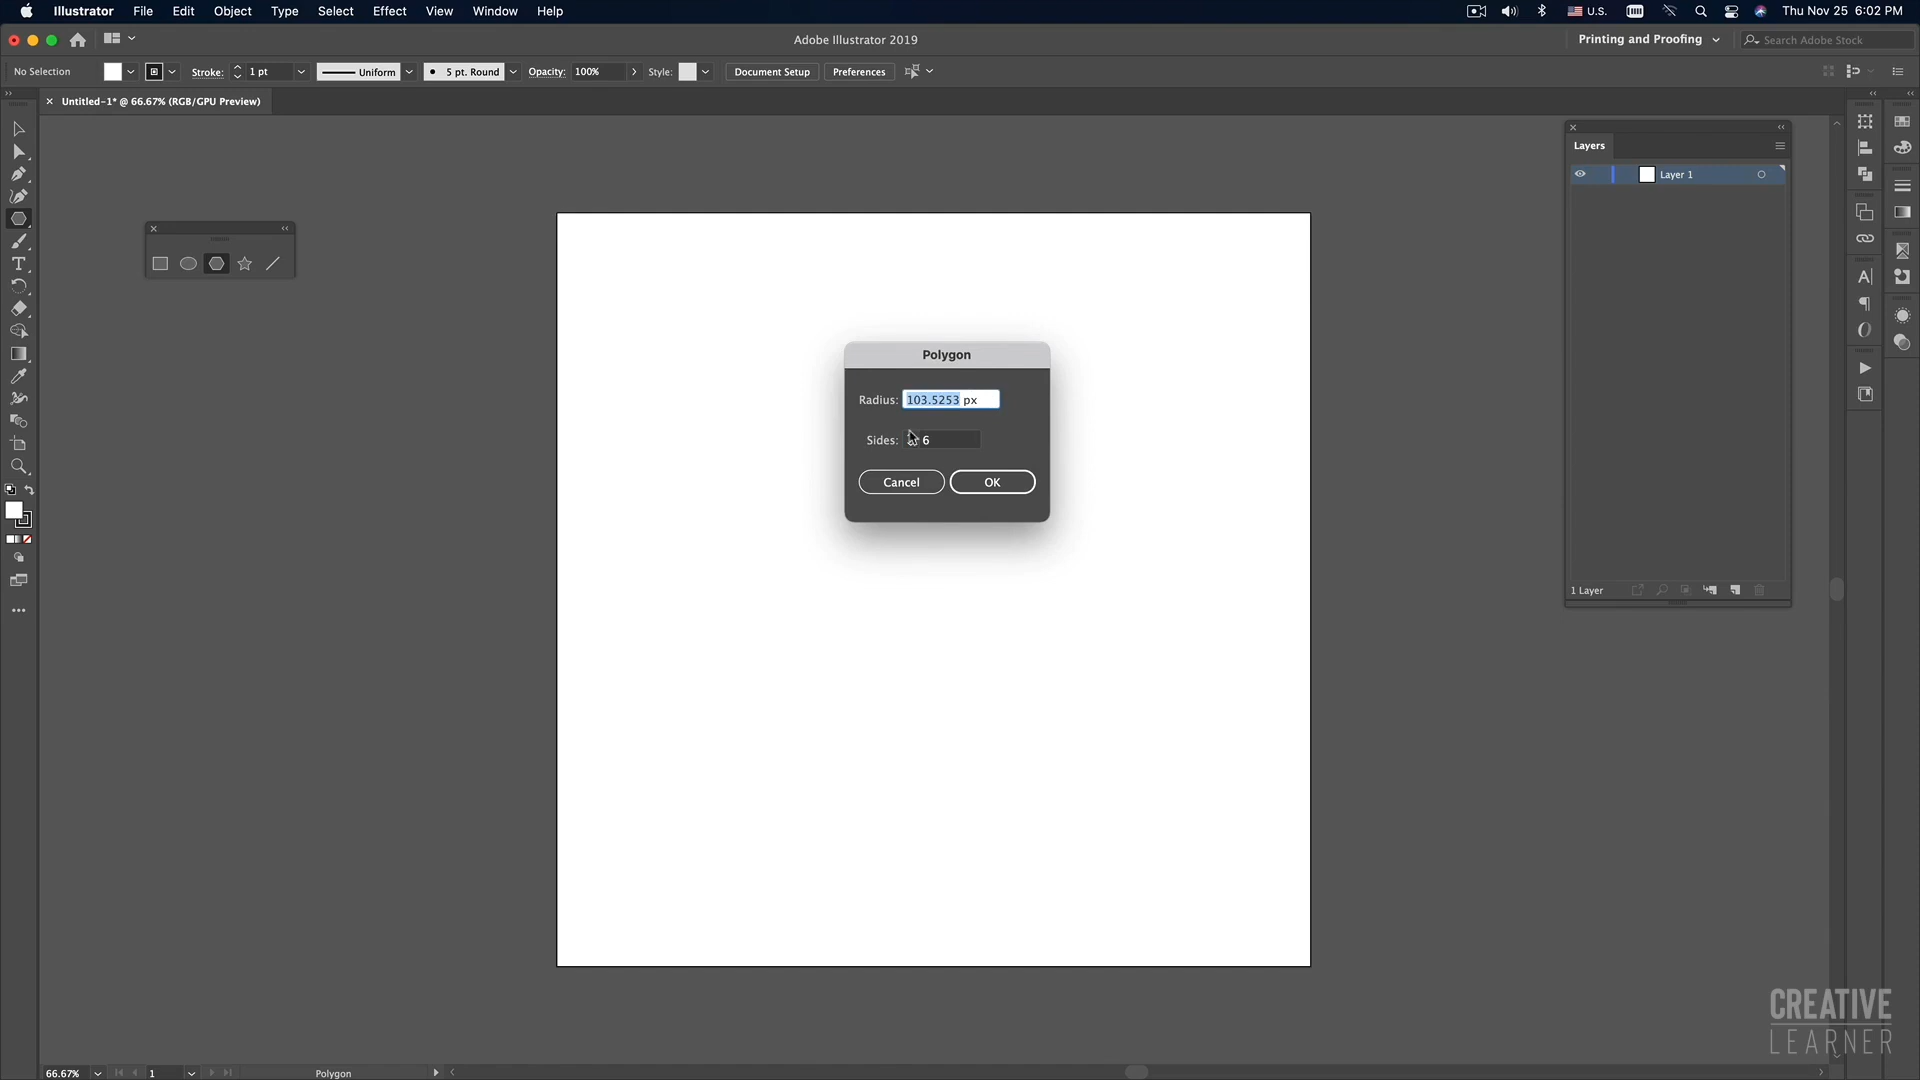 Illustrator File Edit Object Type Select Effect View Window Help
U.S. Thu Nov 25 6:02 PM
Adobe Illustrator 2019
Printing and Proofing
Search Adobe Stock
No Selection Stroke: 1 pt Uniform 5 pt. Round Opacity: 100% Style: Document Setup Preferences
Untitled-1* @ 66.67% (RGB/GPU Preview)
Layers
Layer 1
Polygon
Radius: 103.5253 px
Sides: 6
Cancel OK
1 Layer
CREATIVE
LEARNER
66.67% 1 Polygon